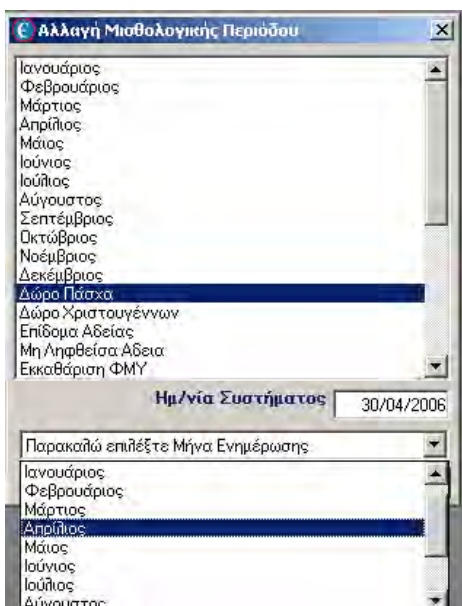 Αλλαγή Μισθολογικής Περιόδου
Ιανουάριος
Φεβρουάριος
Μάρτιος
Απρίλιος
Μάιος
Ιούνιος
Ιούλιος
Αύγουστος
Σεπτέμβριος
Οκτώβριος
Νοέμβριος
Δεκέμβριος
Δώρο Πάσχα
Δώρο Χριστουγέννων
Επίδομα Αδείας
Μη Ληφθείσα Αδεια
Εκκαθάριση ΦΜΥ
Ημ/νία Συστήματος 30/04/2006
Παρακαλώ επιλέξτε Μήνα Ενημέρωσης
Ιανουάριος
Φεβρουάριος
Μάρτιος
Απρίλιος
Μάιος
Ιούνιος
Ιούλιος
Αύγουστος